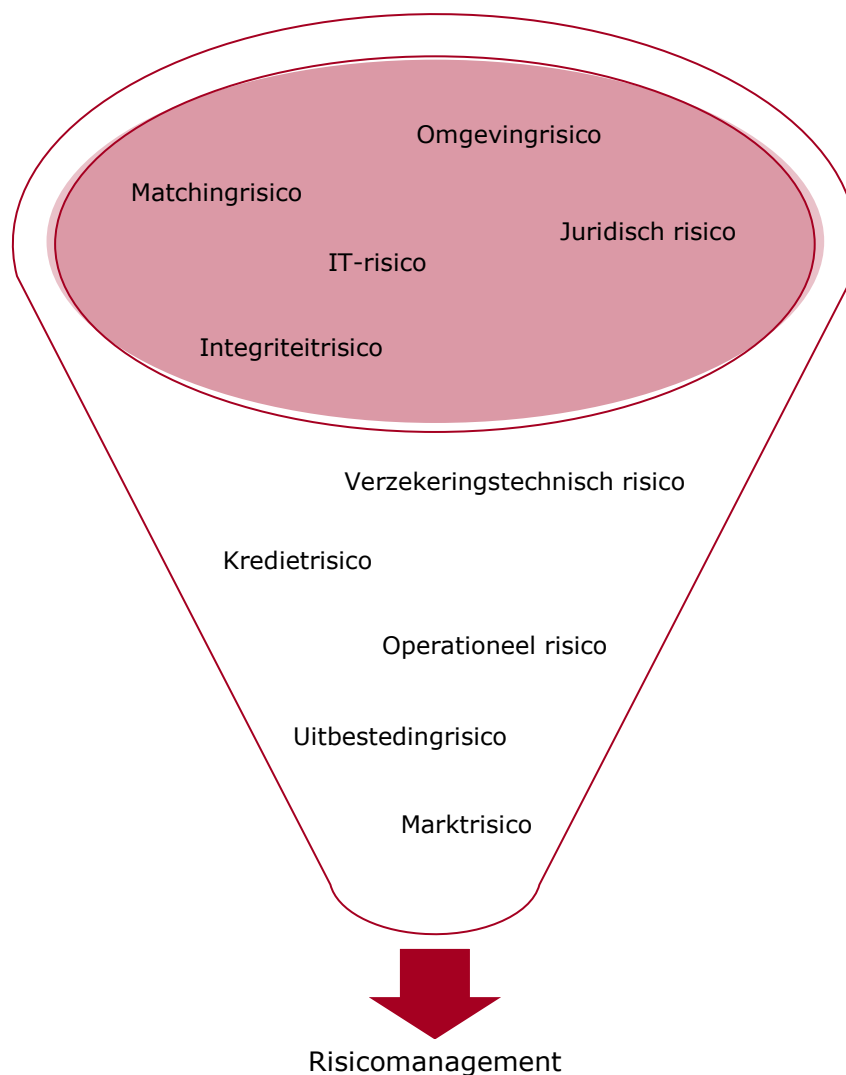 Omgevingrisico
Matchingrisico
Juridisch risico
IT-risico
Integriteitrisico
Verzekeringstechnisch risico
Kredietrisico
Operationeel risico
Uitbestedingrisico
Marktrisico
Risicomanagement